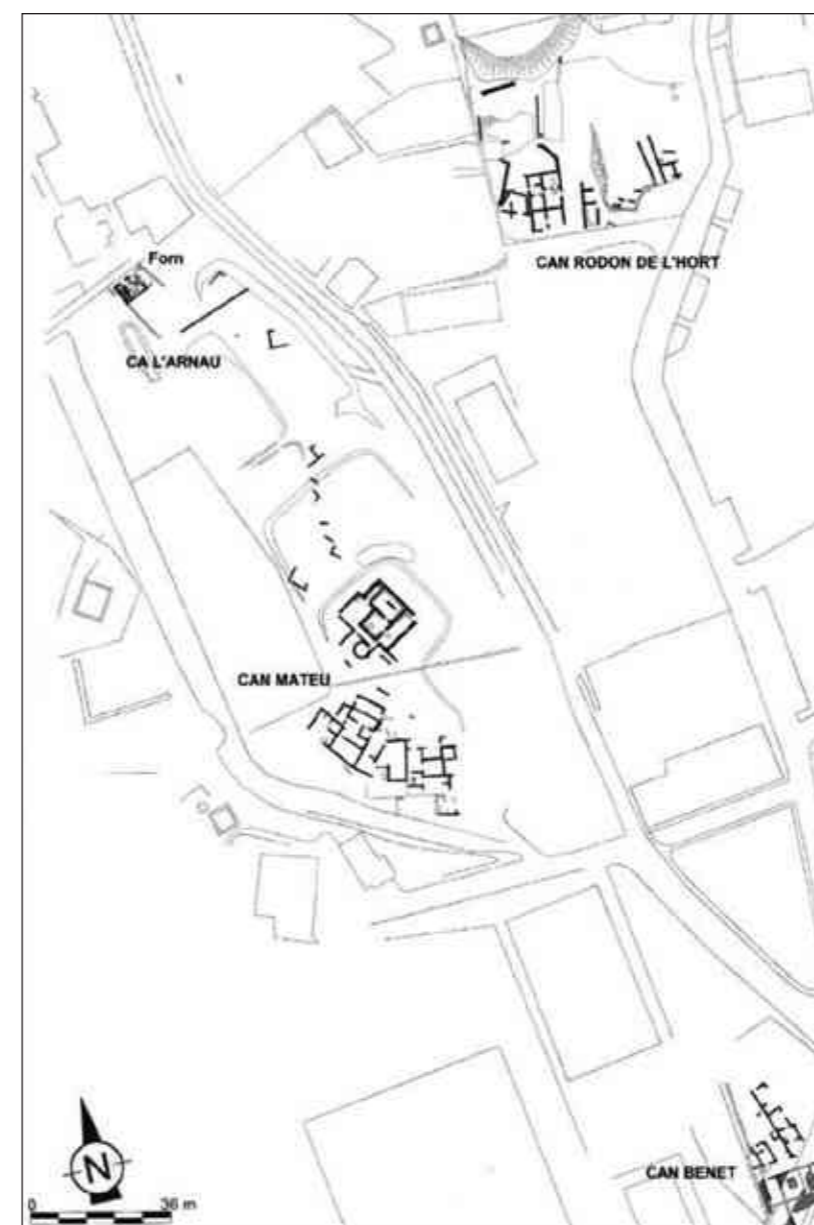 CAN RODON DE L'HORT
Forn
CA L'ARNAU
CAN MATEU
CAN BENET
N
0 36 m